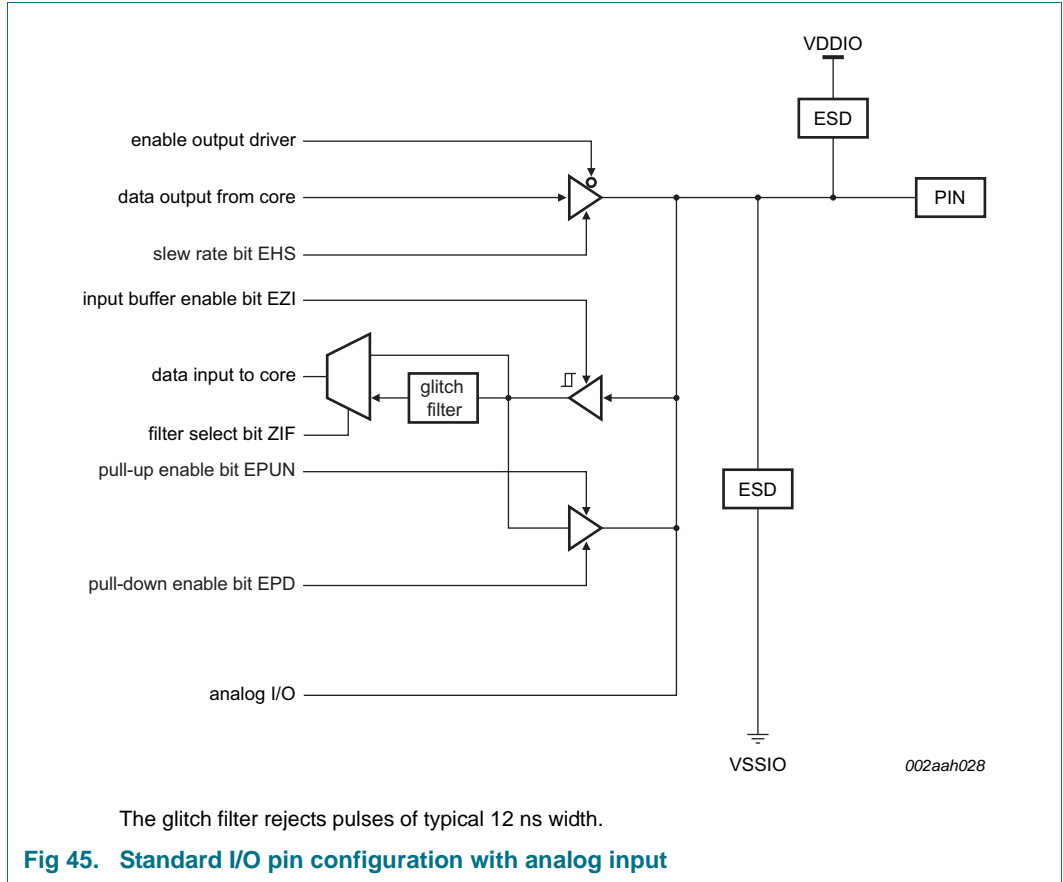 VDDIO
ESD
enable output driver
data output from core
PIN
slew rate bit EHS
input buffer enable bit EZI
data input to core
glitch
filter
filter select bit ZIF
pull-up enable bit EPUN
ESD
pull-down enable bit EPD
analog I/O
VSSIO
002aah028
The glitch filter rejects pulses of typical 12 ns width.
Fig 45. Standard I/O pin configuration with analog input